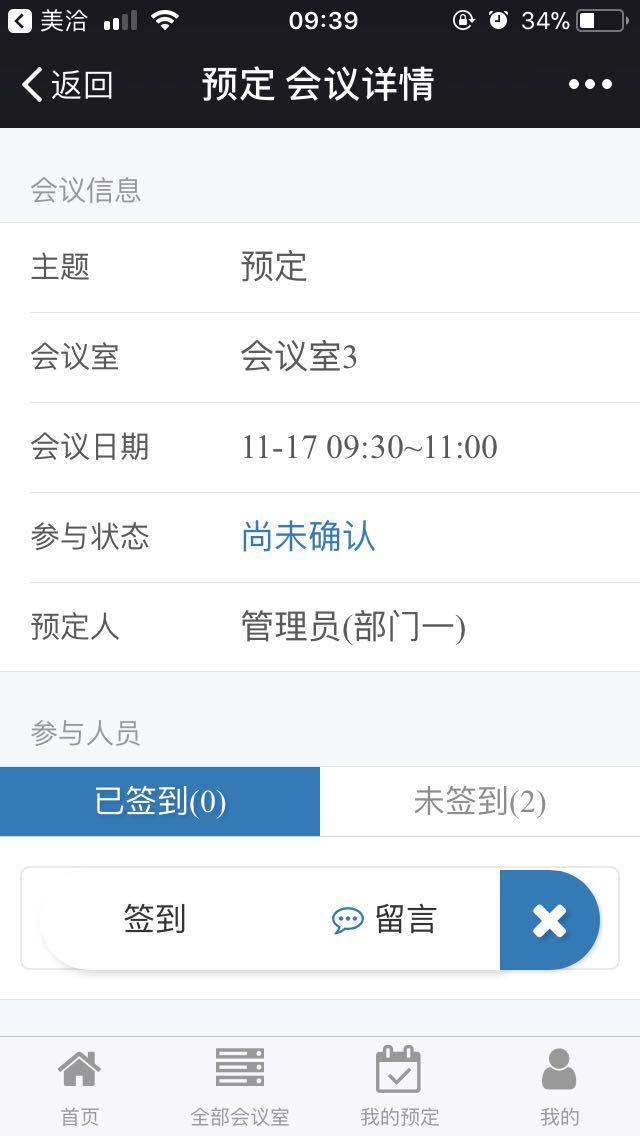 美洽 09:39 34%
返回 预定 会议详情
会议信息
主题 预定
会议室 会议室3
会议日期 11-17 09:30~11:00
参与状态 尚未确认
预定人 管理员(部门一)
参与人员
已签到(0) 未签到(2)
签到 留言
首页 全部会议室 我的预定 我的